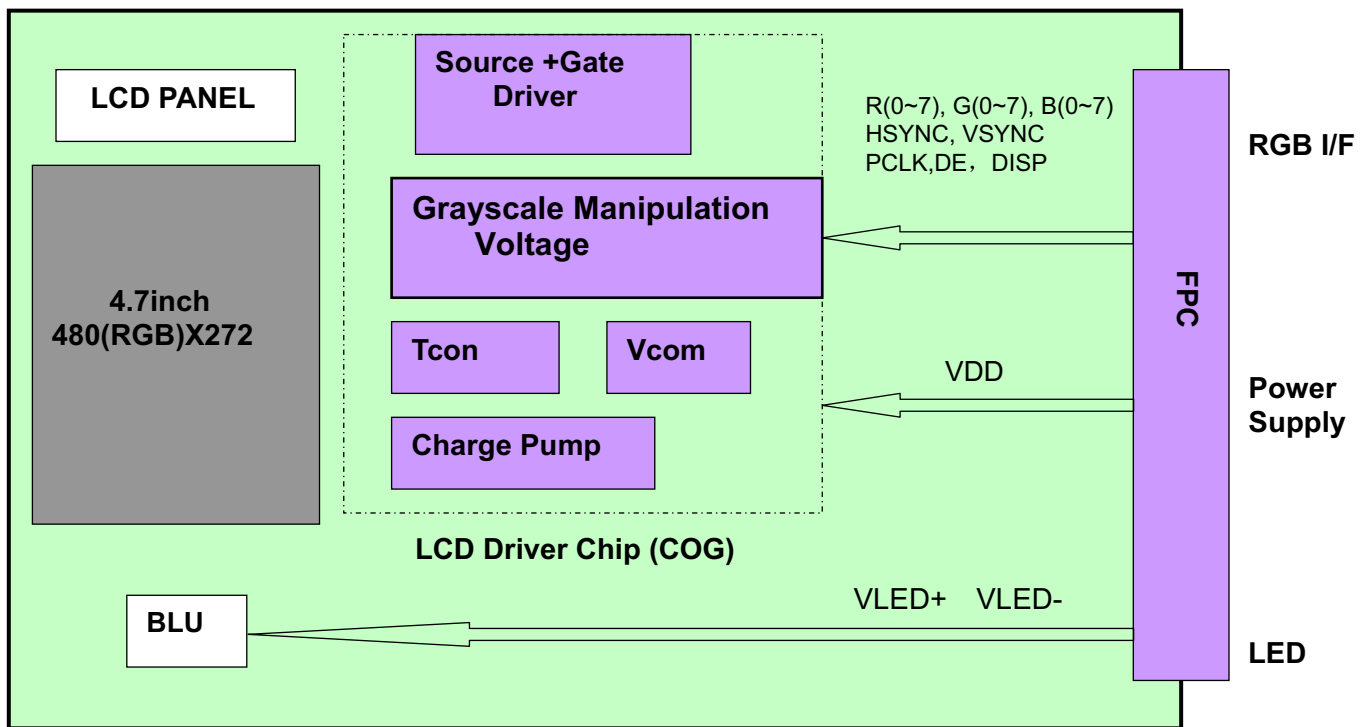 LCD PANEL
4.7inch
480(RGB)X272
Source +Gate
Driver
Grayscale Manipulation
Voltage
Tcon
Vcom
Charge Pump
LCD Driver Chip (COG)
BLU
R(0~7), G(0~7), B(0~7)
HSYNC, VSYNC
PCLK,DE，DISP
VDD
VLED+ VLED-
FPC
RGB I/F
Power
Supply
LED